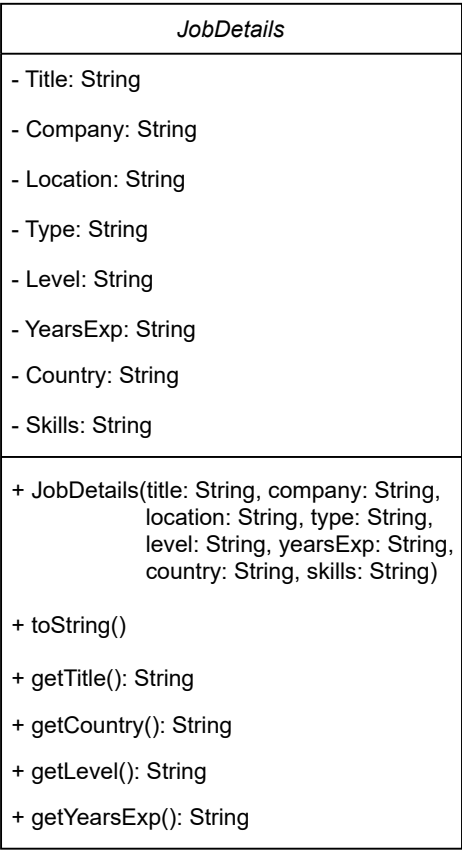 JobDetails
- Title: String
- Company: String
- Location: String
- Type: String
- Level: String
- YearsExp: String
- Country: String
- Skills: String
+ JobDetails(title: String, company: String,
location: String, type: String,
level: String, yearsExp: String,
country: String, skills: String)
+ toString()
+ getTitle(): String
+ getCountry(): String
+ getLevel(): String
+ getYearsExp(): String